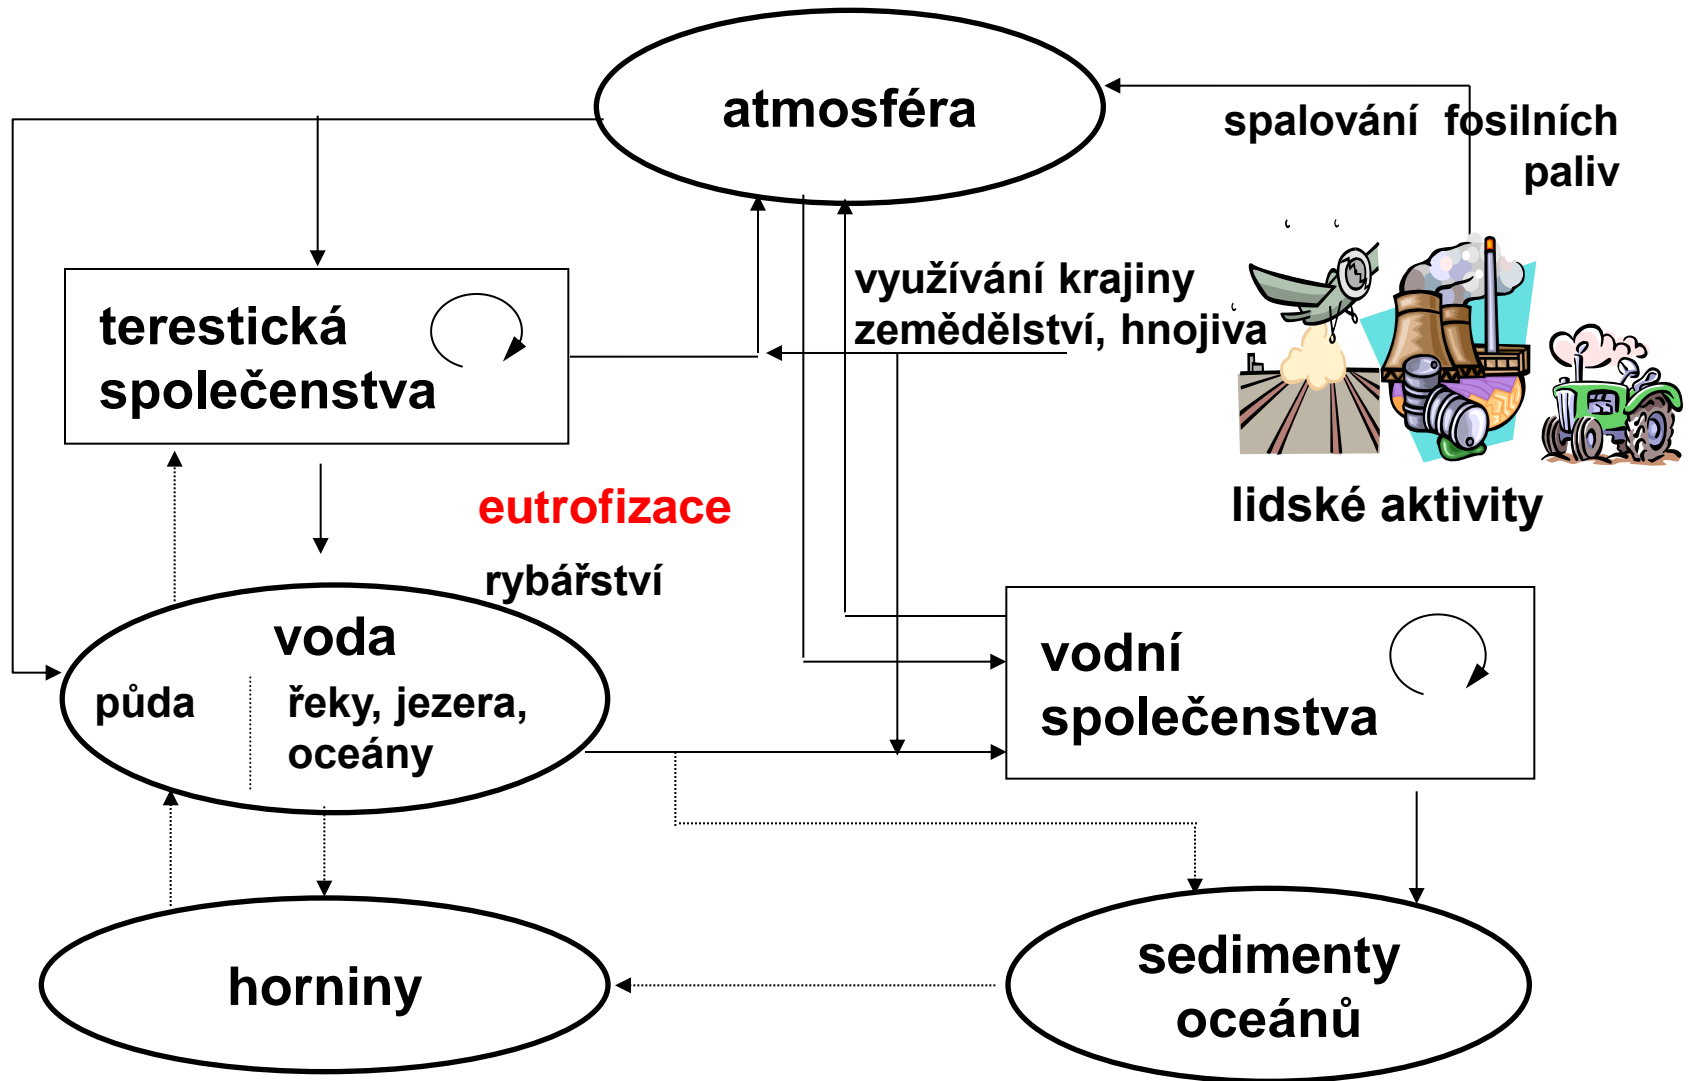 atmosféra
spalování fosilních
paliv
využívání krajiny
zemědělství, hnojiva
terestická
společenstva
lidské aktivity
eutrofizace
rybářství
voda
půda
řeky, jezera,
oceány
vodní
společenstva
horniny
sedimenty
oceánů